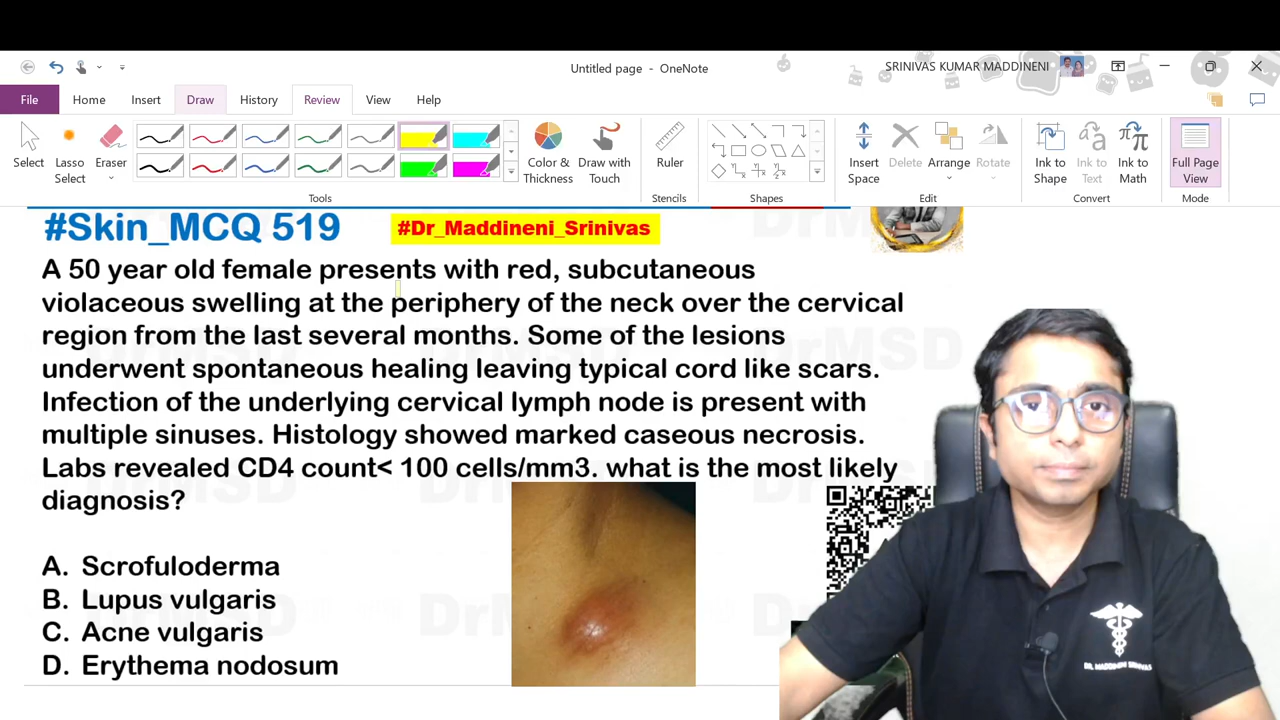 Untitled page - OneNote
SRINIVAS KUMAR MADDINENI
File Home Insert Draw History Review View Help
Select
Lasso Select
Eraser
Color & Thickness
Draw with Touch
Ruler
Insert Space
Delete
Arrange
Rotate
Ink to Shape
Ink to Text
Ink to Math
Full Page View
Tools
Stencils
Shapes
Edit
Convert
Mode
#Skin_MCQ 519
#Dr_Maddineni_Srinivas
A 50 year old female presents with red, subcutaneous
violaceous swelling at the periphery of the neck over the cervical
region from the last several months. Some of the lesions
underwent spontaneous healing leaving typical cord like scars.
Infection of the underlying cervical lymph node is present with
multiple sinuses. Histology showed marked caseous necrosis.
Labs revealed CD4 count< 100 cells/mm3. what is the most likely
diagnosis?
A. Scrofuloderma
B. Lupus vulgaris
C. Acne vulgaris
D. Erythema nodosum
DrMSD
DR. MADDINENI SRINIVAS